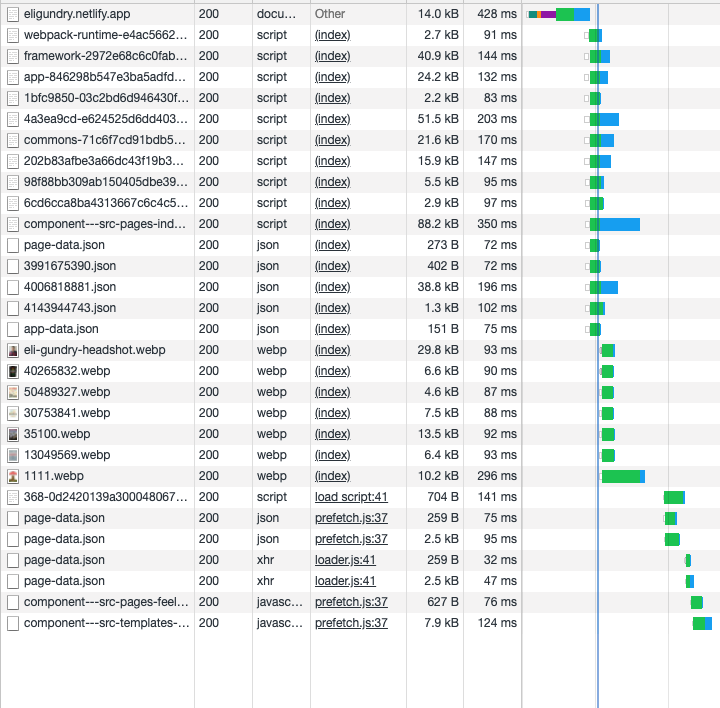 eligundry.netlify.app 200 docu... Other 14.0 kB 428 ms
webpack-runtime-e4ac5662... 200 script (index) 2.7 kB 91 ms
framework-2972e68c6c0fab... 200 script (index) 40.9 kB 144 ms
app-846298b547e3ba5adfd... 200 script (index) 24.2 kB 132 ms
1bfc9850-03c2bd6d946430f... 200 script (index) 2.2 kB 83 ms
4a3ea9cd-e624525d6dd403... 200 script (index) 51.5 kB 203 ms
commons-71c6f7cd91bdb5... 200 script (index) 21.6 kB 170 ms
202b83afbe3a66dc43f19b3... 200 script (index) 15.9 kB 147 ms
98f88bb309ab150405dbe39... 200 script (index) 5.5 kB 95 ms
6cd6cca8ba4313667c6c4c5... 200 script (index) 2.9 kB 97 ms
component---src-pages-ind... 200 script (index) 88.2 kB 350 ms
page-data.json 200 json (index) 273 B 72 ms
3991675390.json 200 json (index) 402 B 72 ms
4006818881.json 200 json (index) 38.8 kB 196 ms
4143944743.json 200 json (index) 1.3 kB 102 ms
app-data.json 200 json (index) 151 B 75 ms
eli-gundry-headshot.webp 200 webp (index) 29.8 kB 93 ms
40265832.webp 200 webp (index) 6.6 kB 90 ms
50489327.webp 200 webp (index) 4.6 kB 87 ms
30753841.webp 200 webp (index) 7.5 kB 88 ms
35100.webp 200 webp (index) 13.5 kB 92 ms
13049569.webp 200 webp (index) 6.4 kB 93 ms
1111.webp 200 webp (index) 10.2 kB 296 ms
368-0d2420139a300048067... 200 script load script:41 704 B 141 ms
page-data.json 200 json prefetch.js:37 259 B 75 ms
page-data.json 200 json prefetch.js:37 2.5 kB 95 ms
page-data.json 200 xhr loader.js:41 259 B 32 ms
page-data.json 200 xhr loader.js:41 2.5 kB 47 ms
component---src-pages-feel... 200 javasc... prefetch.js:37 627 B 76 ms
component---src-templates-... 200 javasc... prefetch.js:37 7.9 kB 124 ms